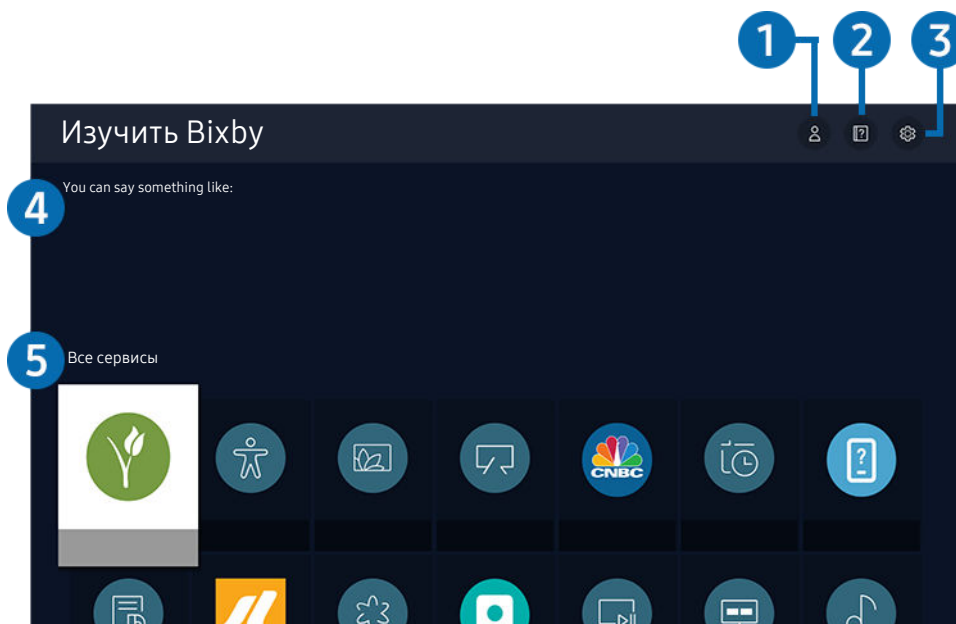 1 2 3
Изучить Bixby
4 You can say something like:
5 Все сервисы
CNBC